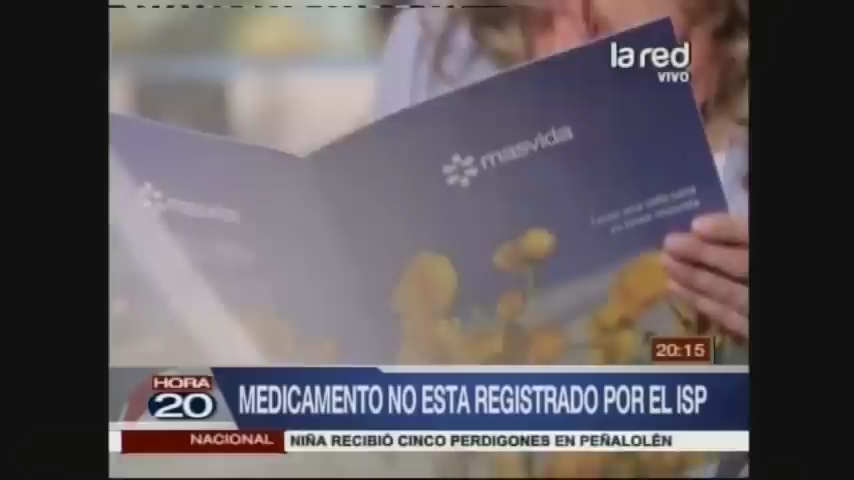 la red
VIVO
masvida
masvida
20:15
HORA
20
MEDICAMENTO NO ESTA REGISTRADO POR EL ISP
NACIONAL
NIÑA RECIBIÓ CINCO PERDIGONES EN PEÑALOLÉN